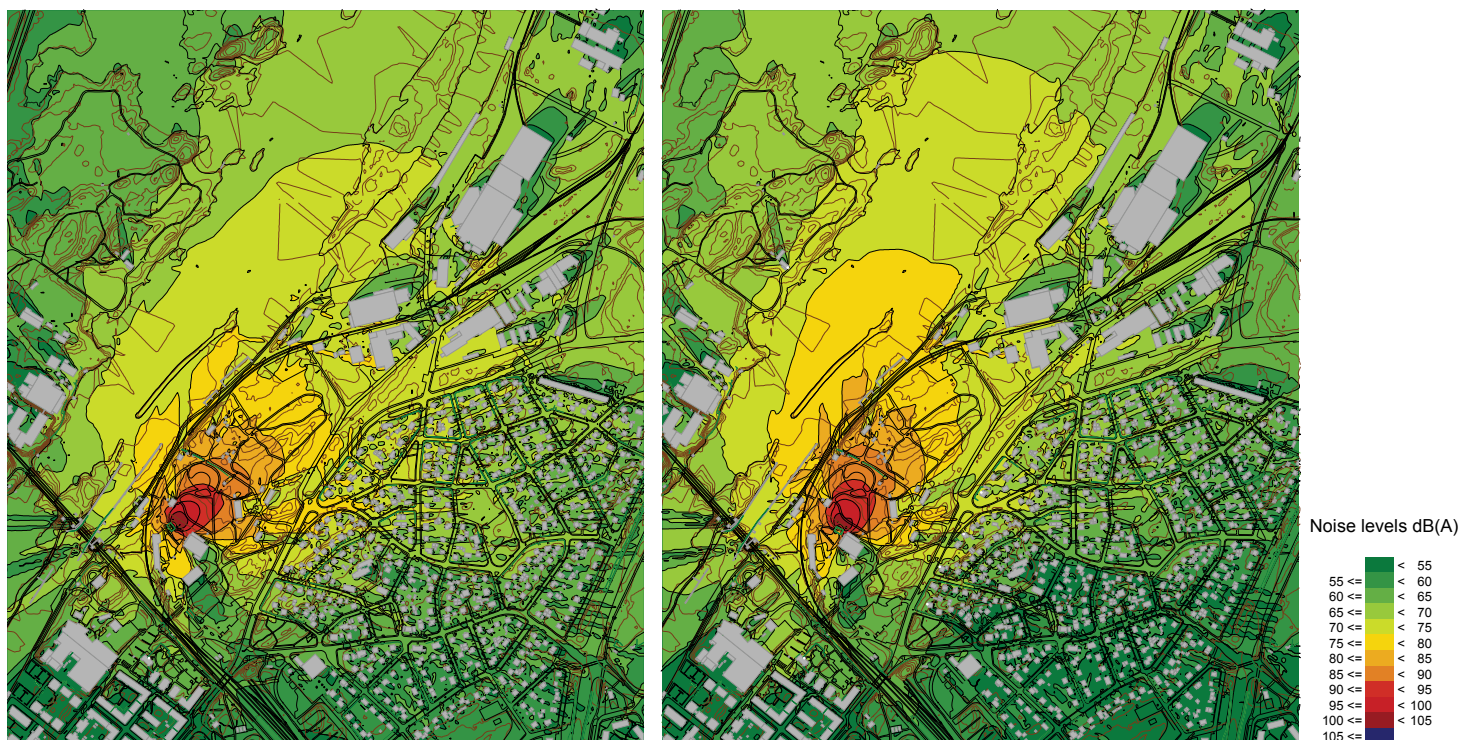 Noise levels dB(A)
< 55
55 <= < 60
60 <= < 65
65 <= < 70
70 <= < 75
75 <= < 80
80 <= < 85
85 <= < 90
90 <= < 95
95 <= < 100
100 <= < 105
105 <=